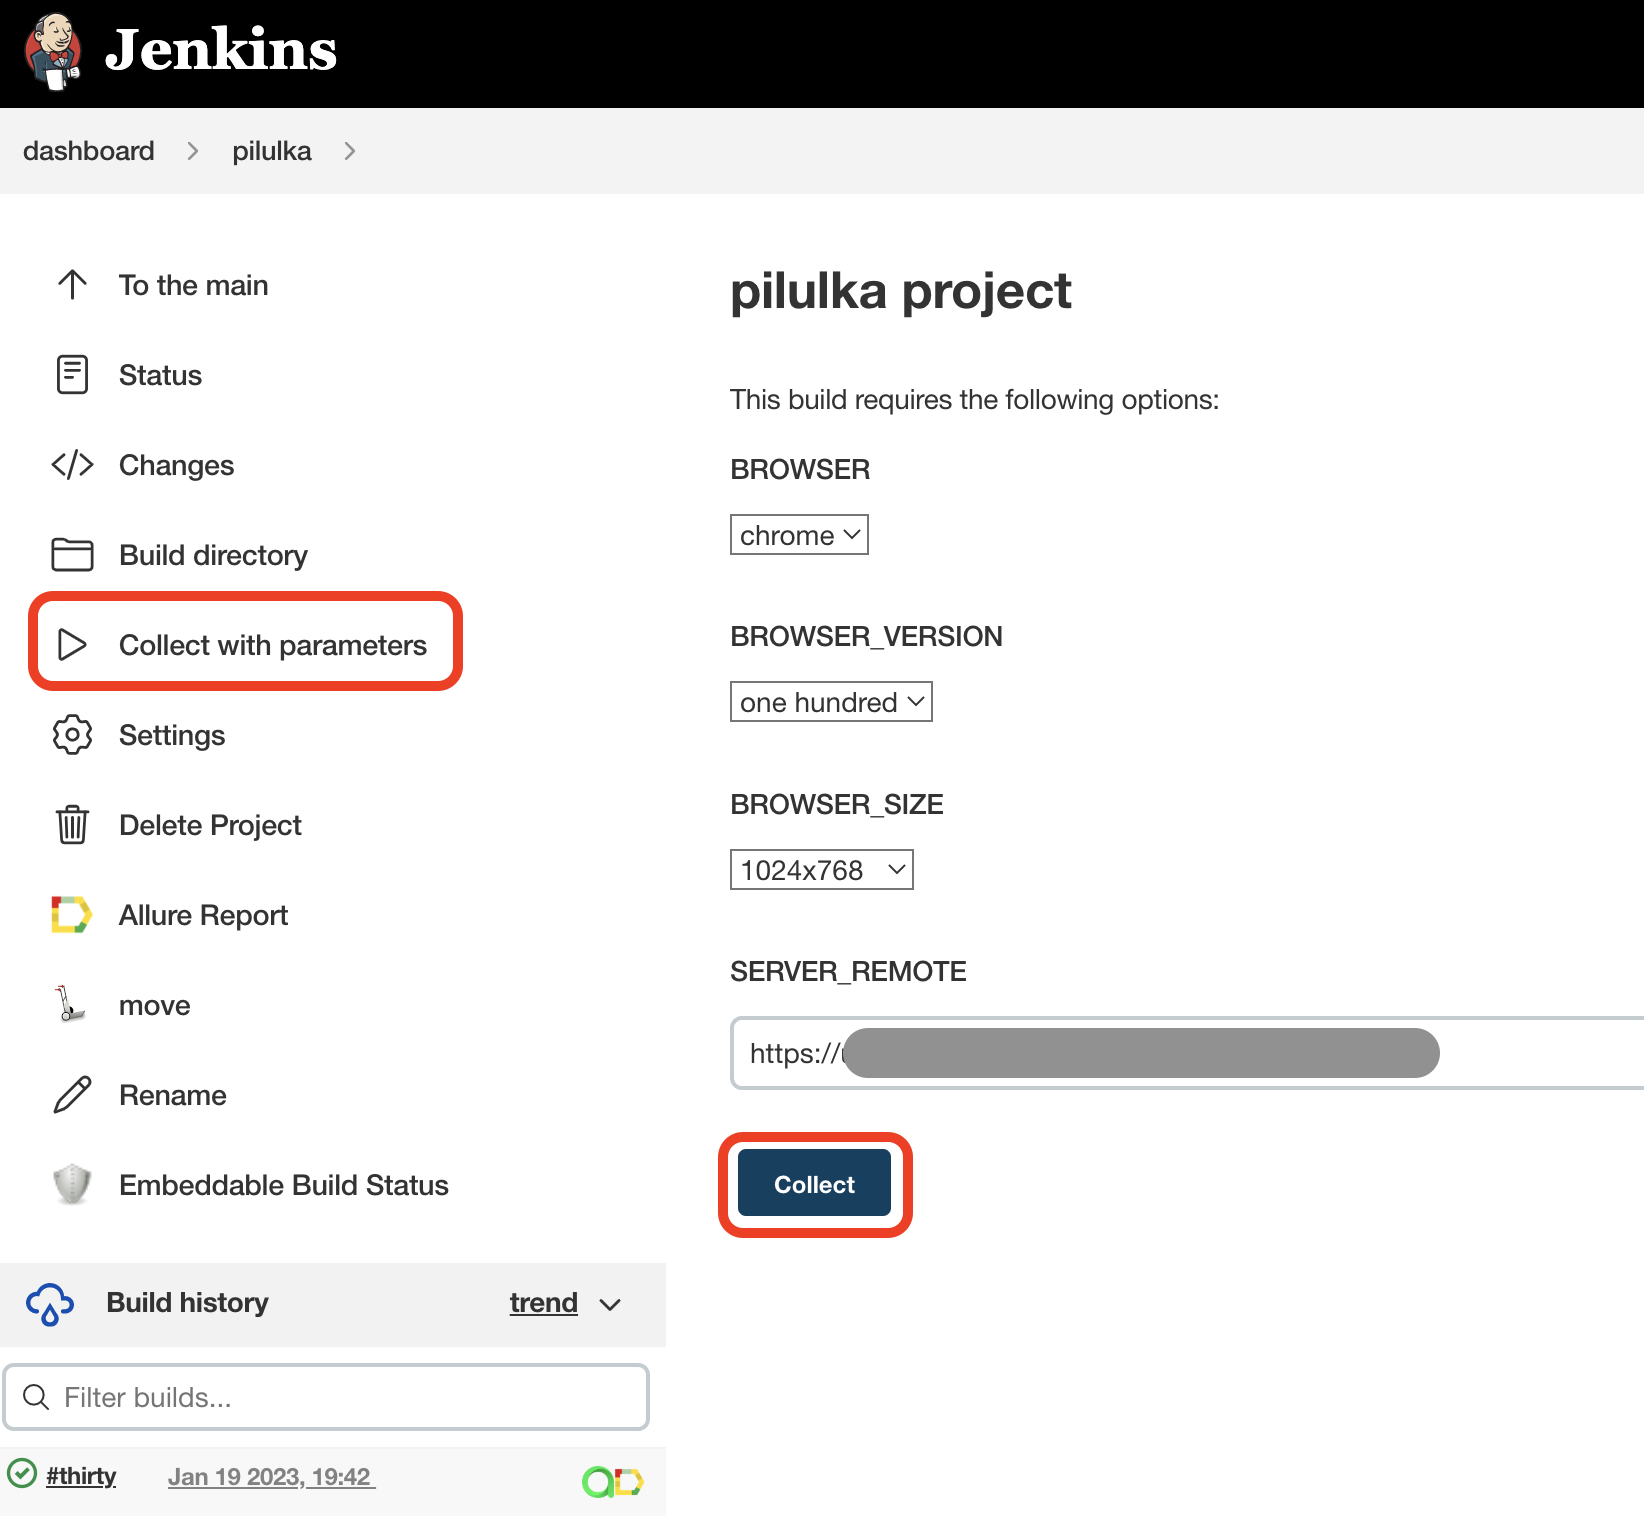 Jenkins
dashboard
pilulka
To the main
Status
Changes
Build directory
Collect with parameters
Settings
Delete Project
Allure Report
move
Rename
Embeddable Build Status
Build history
trend
Filter builds...
#thirty
Jan 19 2023, 19:42
pilulka project
This build requires the following options:
BROWSER
chrome
BROWSER_VERSION
one hundred
BROWSER_SIZE
1024x768
SERVER_REMOTE
https://
Collect